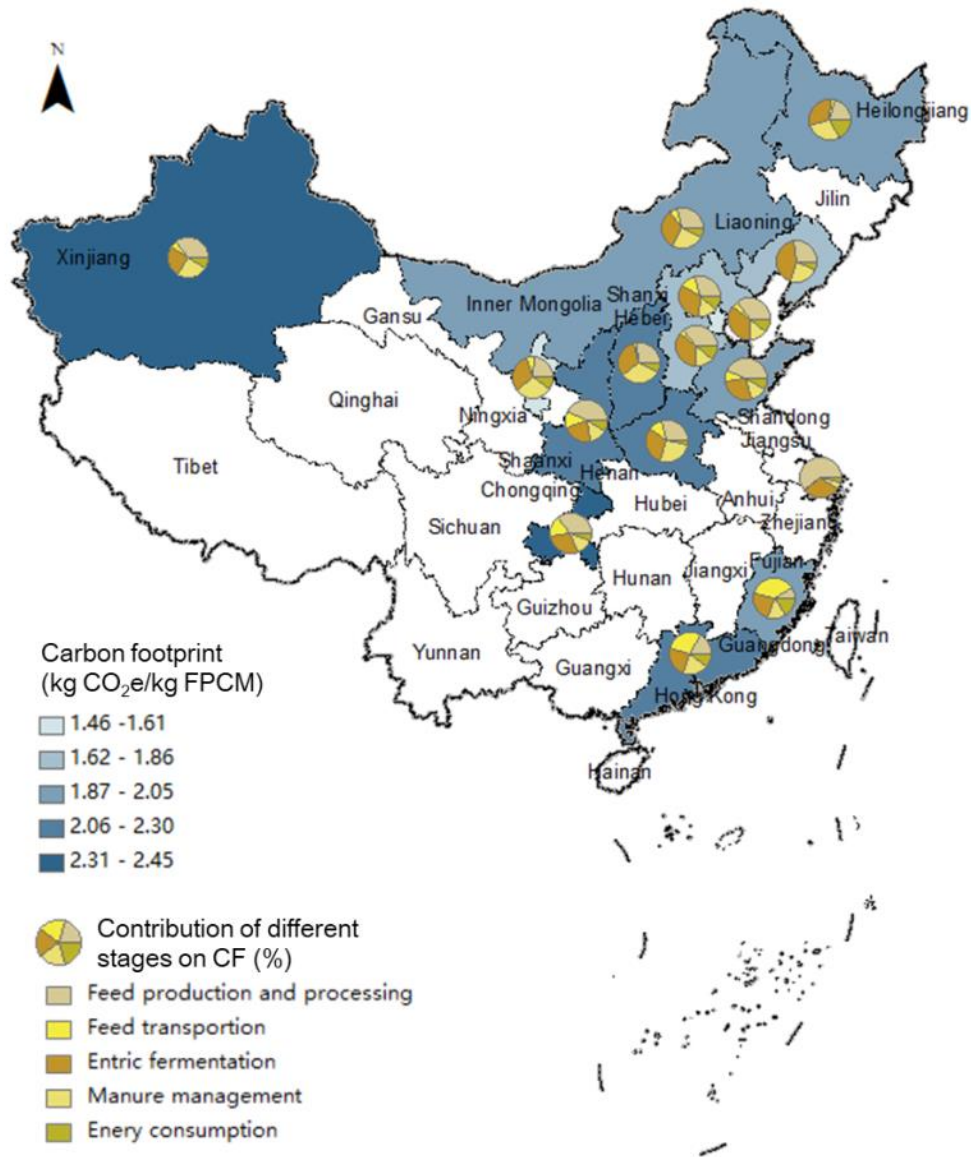 N
Heilongjiang
Jilin
Liaoning
Xinjiang
Inner Mongolia
Shanxi
Hebei
Gansu
Qinghai
Ningxia
Shandong
Jiangsu
Tibet
Shaanxi
Henan
Chongqing
Sichuan
Hubei
Anhui
Zhejiang
Hunan
Jiangxi
Fujian
Guizhou
Yunnan
Guangxi
Guangdong
Taiwan
Hong Kong
Hainan
Carbon footprint
(kg CO₂e/kg FPCM)
1.46 -1.61
1.62 - 1.86
1.87 - 2.05
2.06 - 2.30
2.31 - 2.45
Contribution of different
stages on CF (%)
Feed production and processing
Feed transportion
Entric fermentation
Manure management
Enery consumption